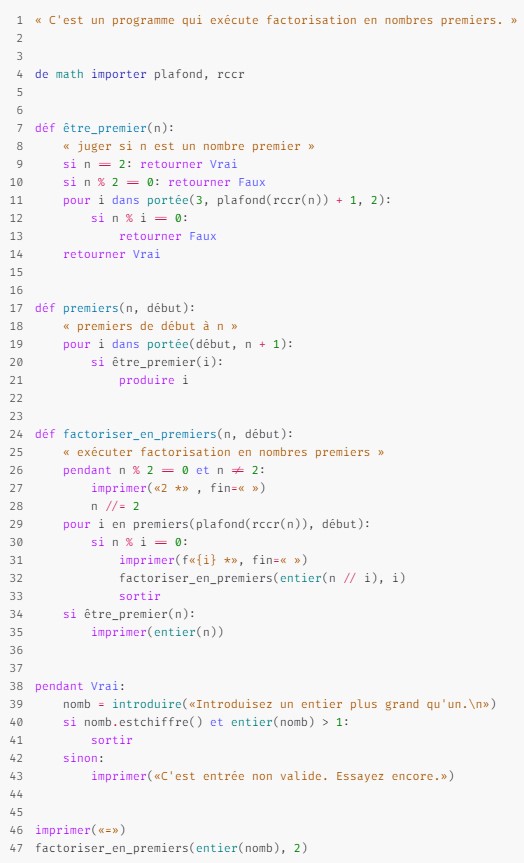 1 « C'est un programme qui exécute factorisation en nombres premiers. »
2
3
4 de math importer plafond, rccr
5
6
7 déf être_premier(n):
8     « juger si n est un nombre premier »
9     si n == 2: retourner Vrai
10     si n % 2 == 0: retourner Faux
11     pour i dans portée(3, plafond(rccr(n)) + 1, 2):
12         si n % i == 0:
13             retourner Faux
14     retourner Vrai
15
16
17 déf premiers(n, début):
18     « premiers de début à n »
19     pour i dans portée(début, n + 1):
20         si être_premier(i):
21             produire i
22
23
24 déf factoriser_en_premiers(n, début):
25     « exécuter factorisation en nombres premiers »
26     pendant n % 2 == 0 et n ≠ 2:
27         imprimer(«2 *» , fin=« »)
28         n //= 2
29     pour i en premiers(plafond(rccr(n)), début):
30         si n % i == 0:
31             imprimer(f«{i} *», fin=« »)
32             factoriser_en_premiers(entier(n // i), i)
33             sortir
34     si être_premier(n):
35         imprimer(entier(n))
36
37
38 pendant Vrai:
39     nomb = introduire(«Introduisez un entier plus grand qu'un.\n»)
40     si nomb.estchiffre() et entier(nomb) > 1:
41         sortir
42     sinon:
43         imprimer(«C'est entrée non valide. Essayez encore.»)
44
45
46 imprimer(«=»)
47 factoriser_en_premiers(entier(nomb), 2)